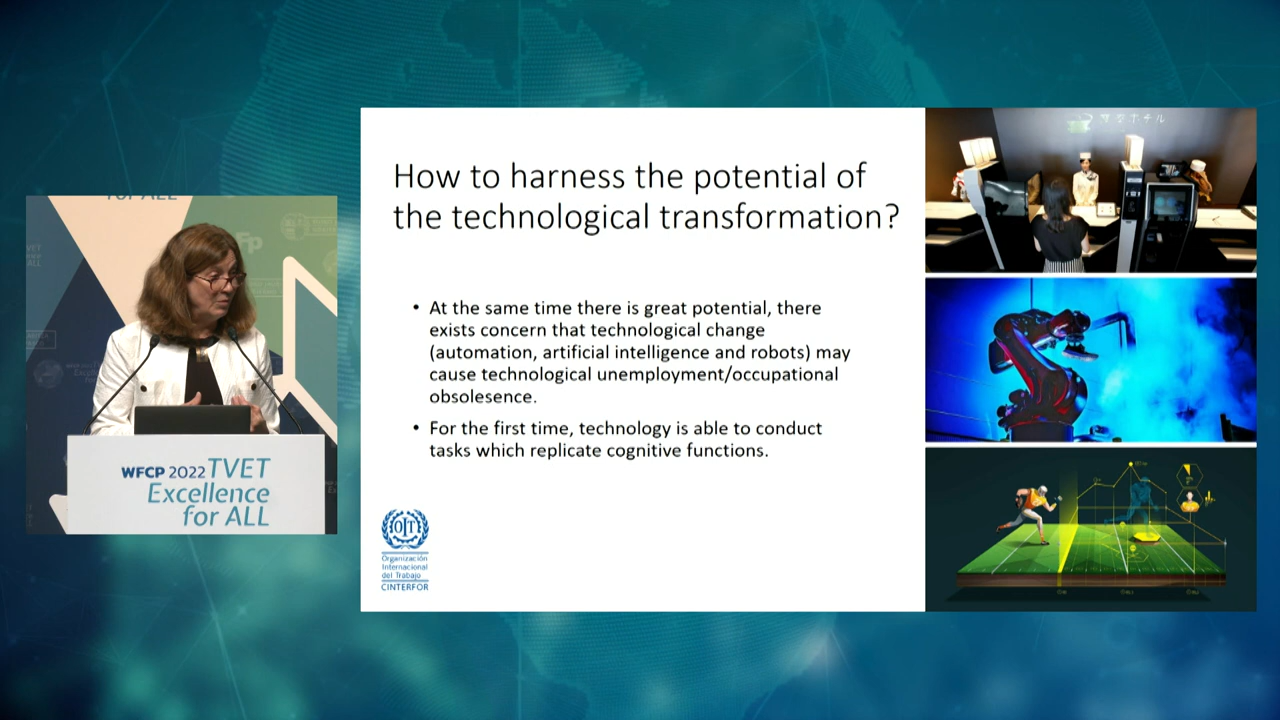 for ALL
WFCP 2022 TVET
Excellence
for ALL
How to harness the potential of
the technological transformation?
• At the same time there is great potential, there
exists concern that technological change
(automation, artificial intelligence and robots) may
cause technological unemployment/occupational
obsolesence.
• For the first time, technology is able to conduct
tasks which replicate cognitive functions.
OIT
Organización
Internacional
del Trabajo
CINTERFOR